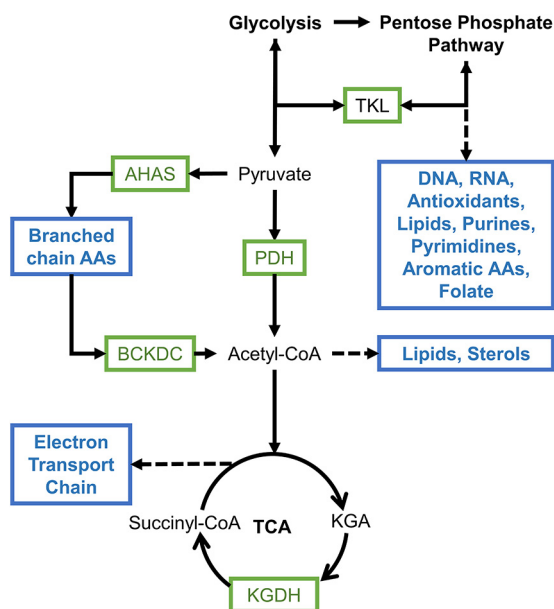 Glycolysis
Pentose Phosphate
Pathway
TKL
AHAS
Pyruvate
DNA, RNA,
Antioxidants,
Lipids, Purines,
Pyrimidines,
Aromatic AAs,
Folate
Branched
chain AAs
PDH
BCKDC
Acetyl-CoA
Lipids, Sterols
Electron
Transport
Chain
Succinyl-CoA
TCA
KGA
KGDH